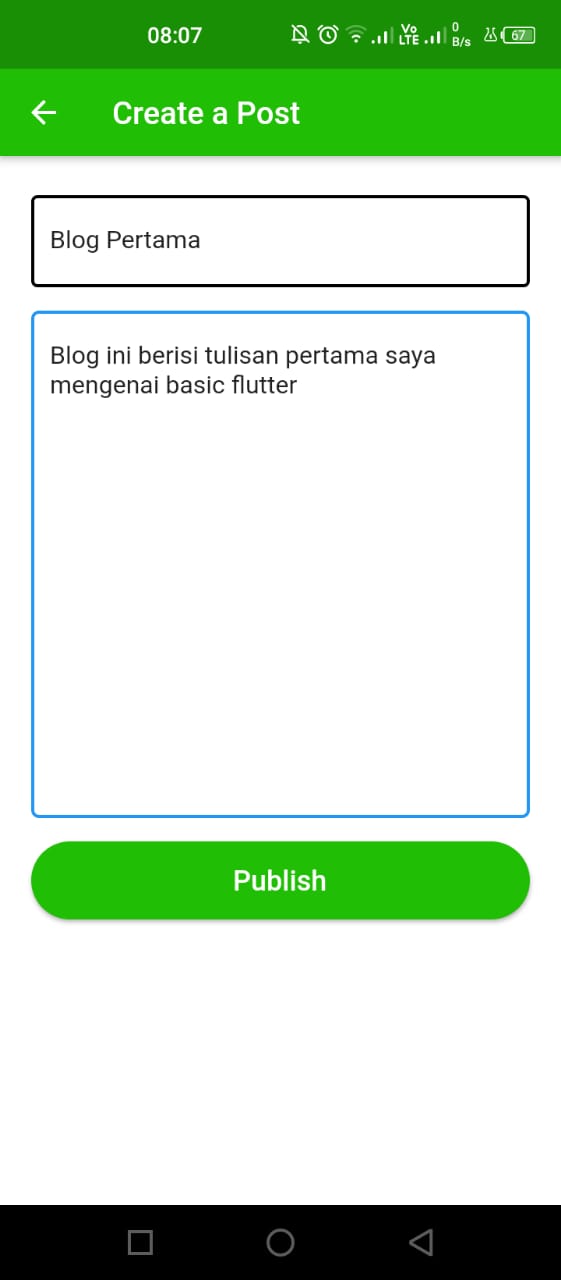 08:07
Vo
LTE
0
B/s
67
Create a Post
Blog Pertama
Blog ini berisi tulisan pertama saya
mengenai basic flutter
Publish